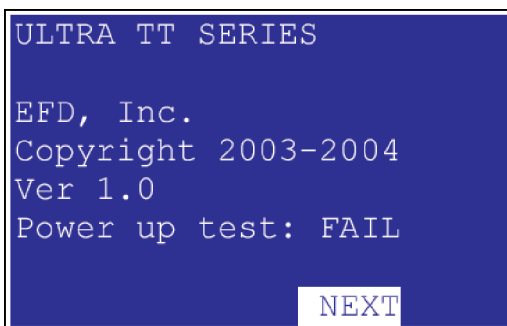 ULTRA TT SERIES
EFD, Inc.
Copyright 2003-2004
Ver 1.0
Power up test: FAIL
NEXT